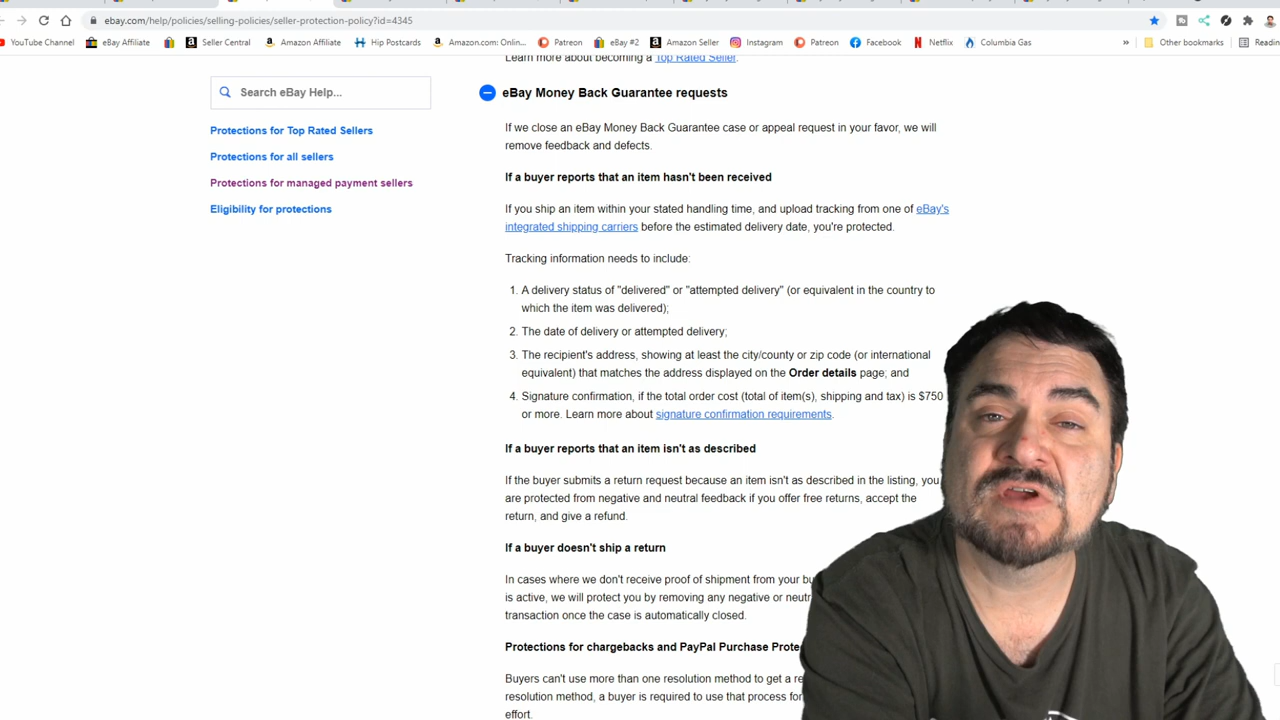 ebay.com/help/policies/selling-policies/seller-protection-policy?id=4345
YouTube Channel eBay Affiliate Seller Central Amazon Affiliate Hip Postcards Amazon.com: Onlin... Patreon eBay #2 Amazon Seller Instagram Patreon Facebook Netflix Columbia Gas » Other bookmarks
Learn more about becoming a Top Rated Seller.
Search eBay Help...
Protections for Top Rated Sellers
Protections for all sellers
Protections for managed payment sellers
Eligibility for protections
eBay Money Back Guarantee requests
If we close an eBay Money Back Guarantee case or appeal request in your favor, we will
remove feedback and defects.
If a buyer reports that an item hasn't been received
If you ship an item within your stated handling time, and upload tracking from one of eBay's
integrated shipping carriers before the estimated delivery date, you're protected.
Tracking information needs to include:
1. A delivery status of "delivered" or "attempted delivery" (or equivalent in the country to
which the item was delivered);
2. The date of delivery or attempted delivery;
3. The recipient's address, showing at least the city/county or zip code (or international
equivalent) that matches the address displayed on the Order details page; and
4. Signature confirmation, if the total order cost (total of item(s), shipping and tax) is $750
or more. Learn more about signature confirmation requirements.
If a buyer reports that an item isn't as described
If the buyer submits a return request because an item isn't as described in the listing, you
are protected from negative and neutral feedback if you offer free returns, accept the
return, and give a refund.
If a buyer doesn't ship a return
In cases where we don't receive proof of shipment from your
is active, we will protect you by removing any negative or
transaction once the case is automatically closed.
Protections for chargebacks and PayPal Purchase
Buyers can't use more than one resolution method to get a
resolution method, a buyer is required to use that process
effort.